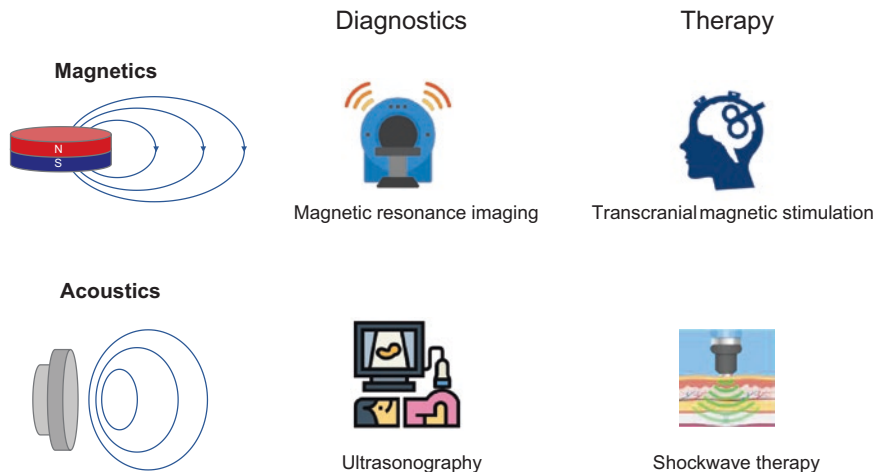 Diagnostics
Therapy
Magnetics
N
S
Magnetic resonance imaging
Transcranial magnetic stimulation
Acoustics
Ultrasonography
Shockwave therapy